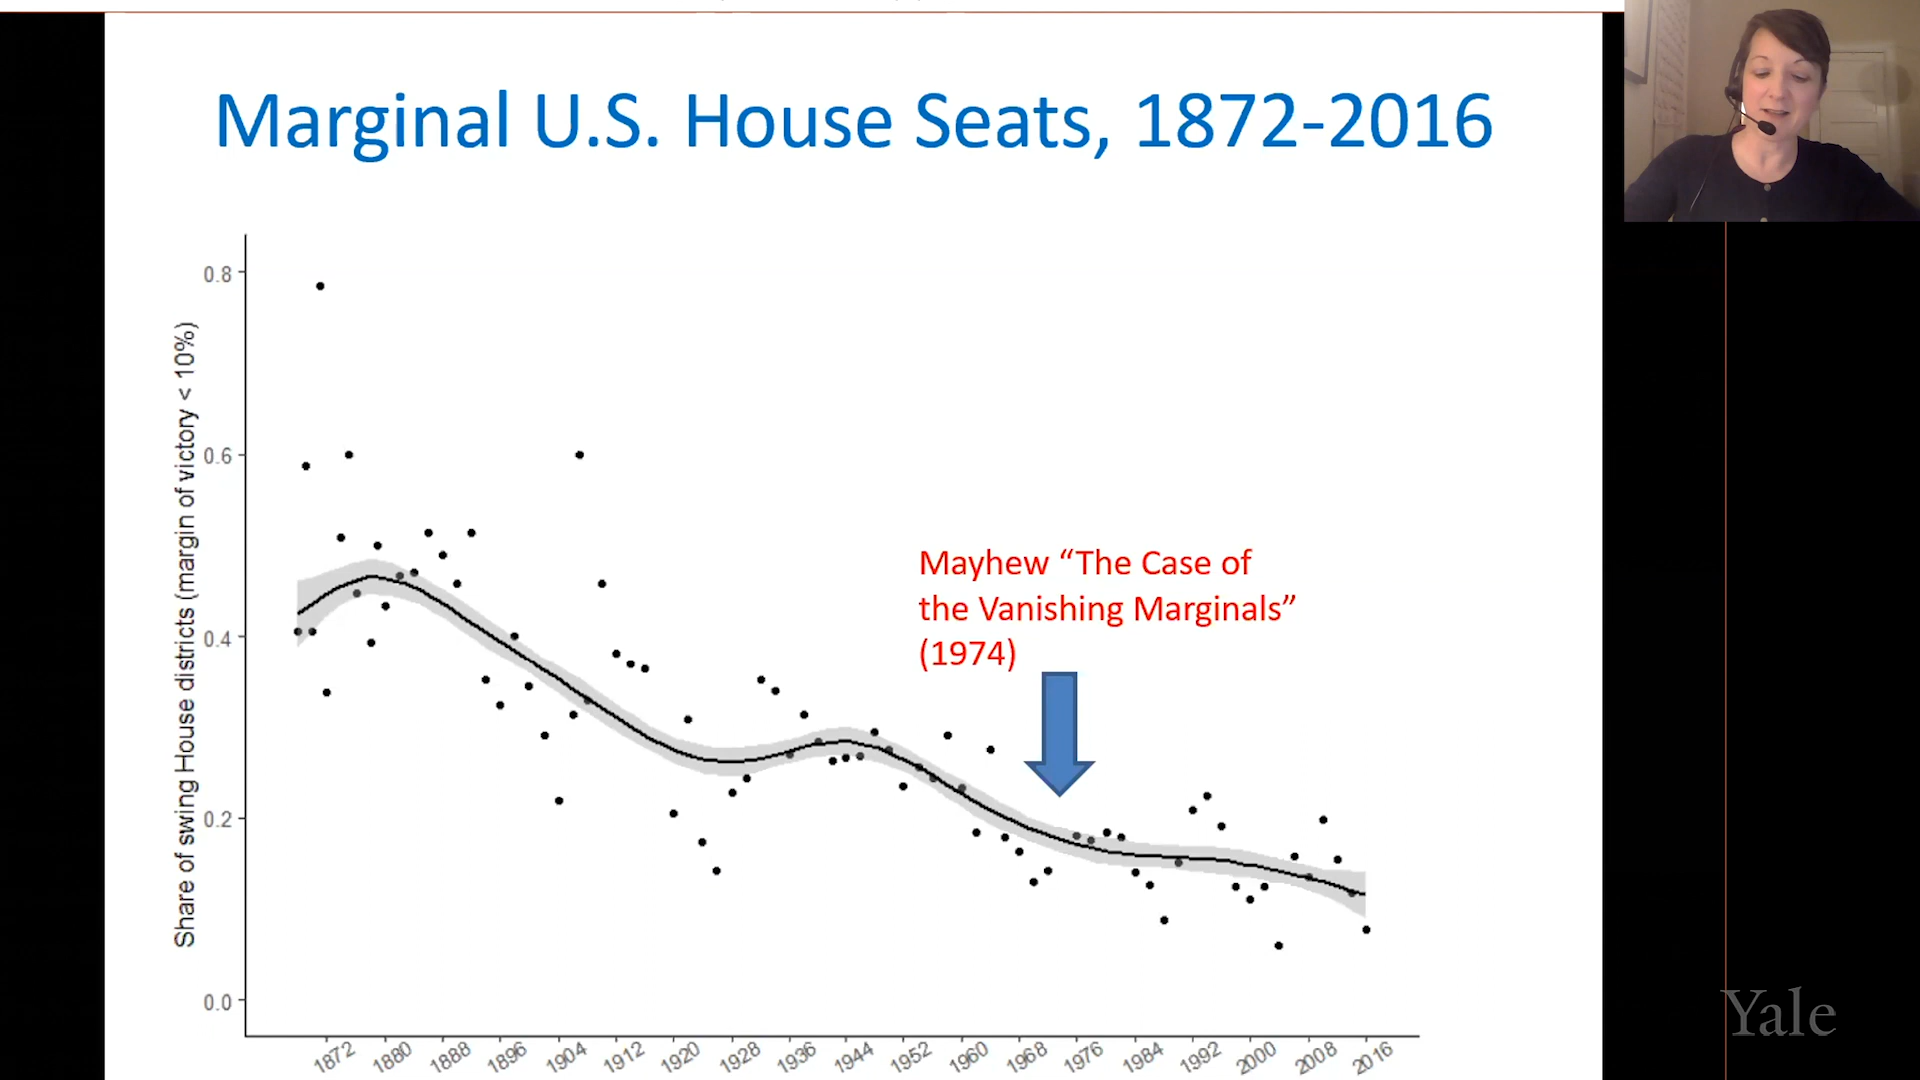 Marginal U.S. House Seats, 1872-2016
Share of swing House districts (margin of victory < 10%)
0.8
0.6
0.4
0.2
0.0
Mayhew “The Case of
the Vanishing Marginals”
(1974)
1872 1880 1888 1896 1904 1912 1920 1928 1936 1944 1952 1960 1968 1976 1984 1992 2000 2008 2016
Yale